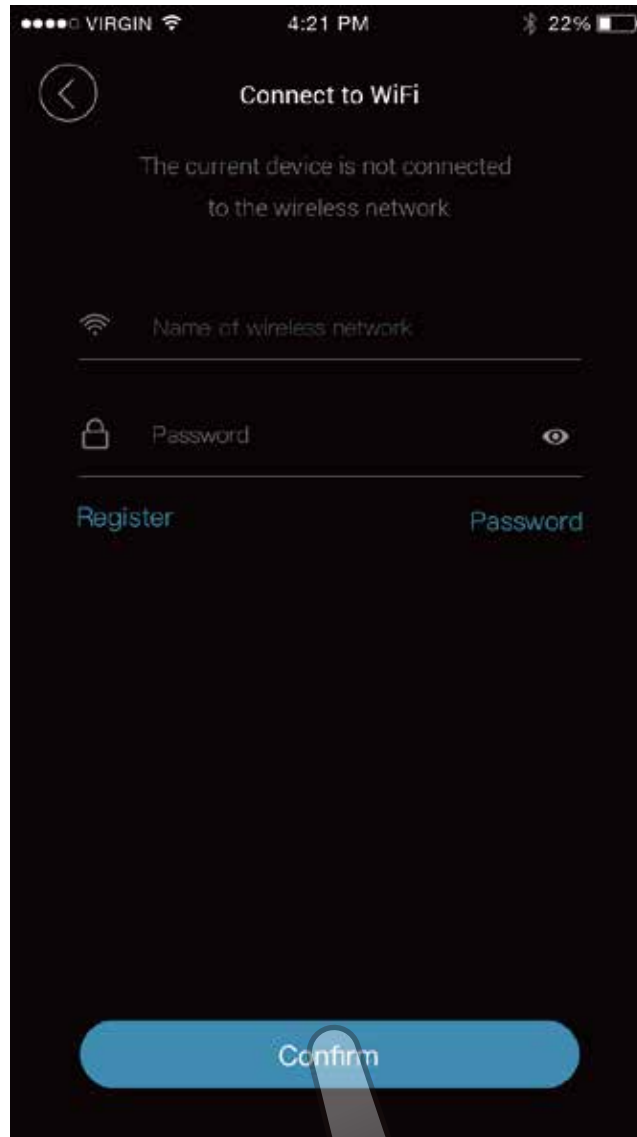 VIRGIN 4:21 PM 22%
Connect to WiFi
The current device is not connected
to the wireless network
Name of wireless network
Password
Register Password
Confirm